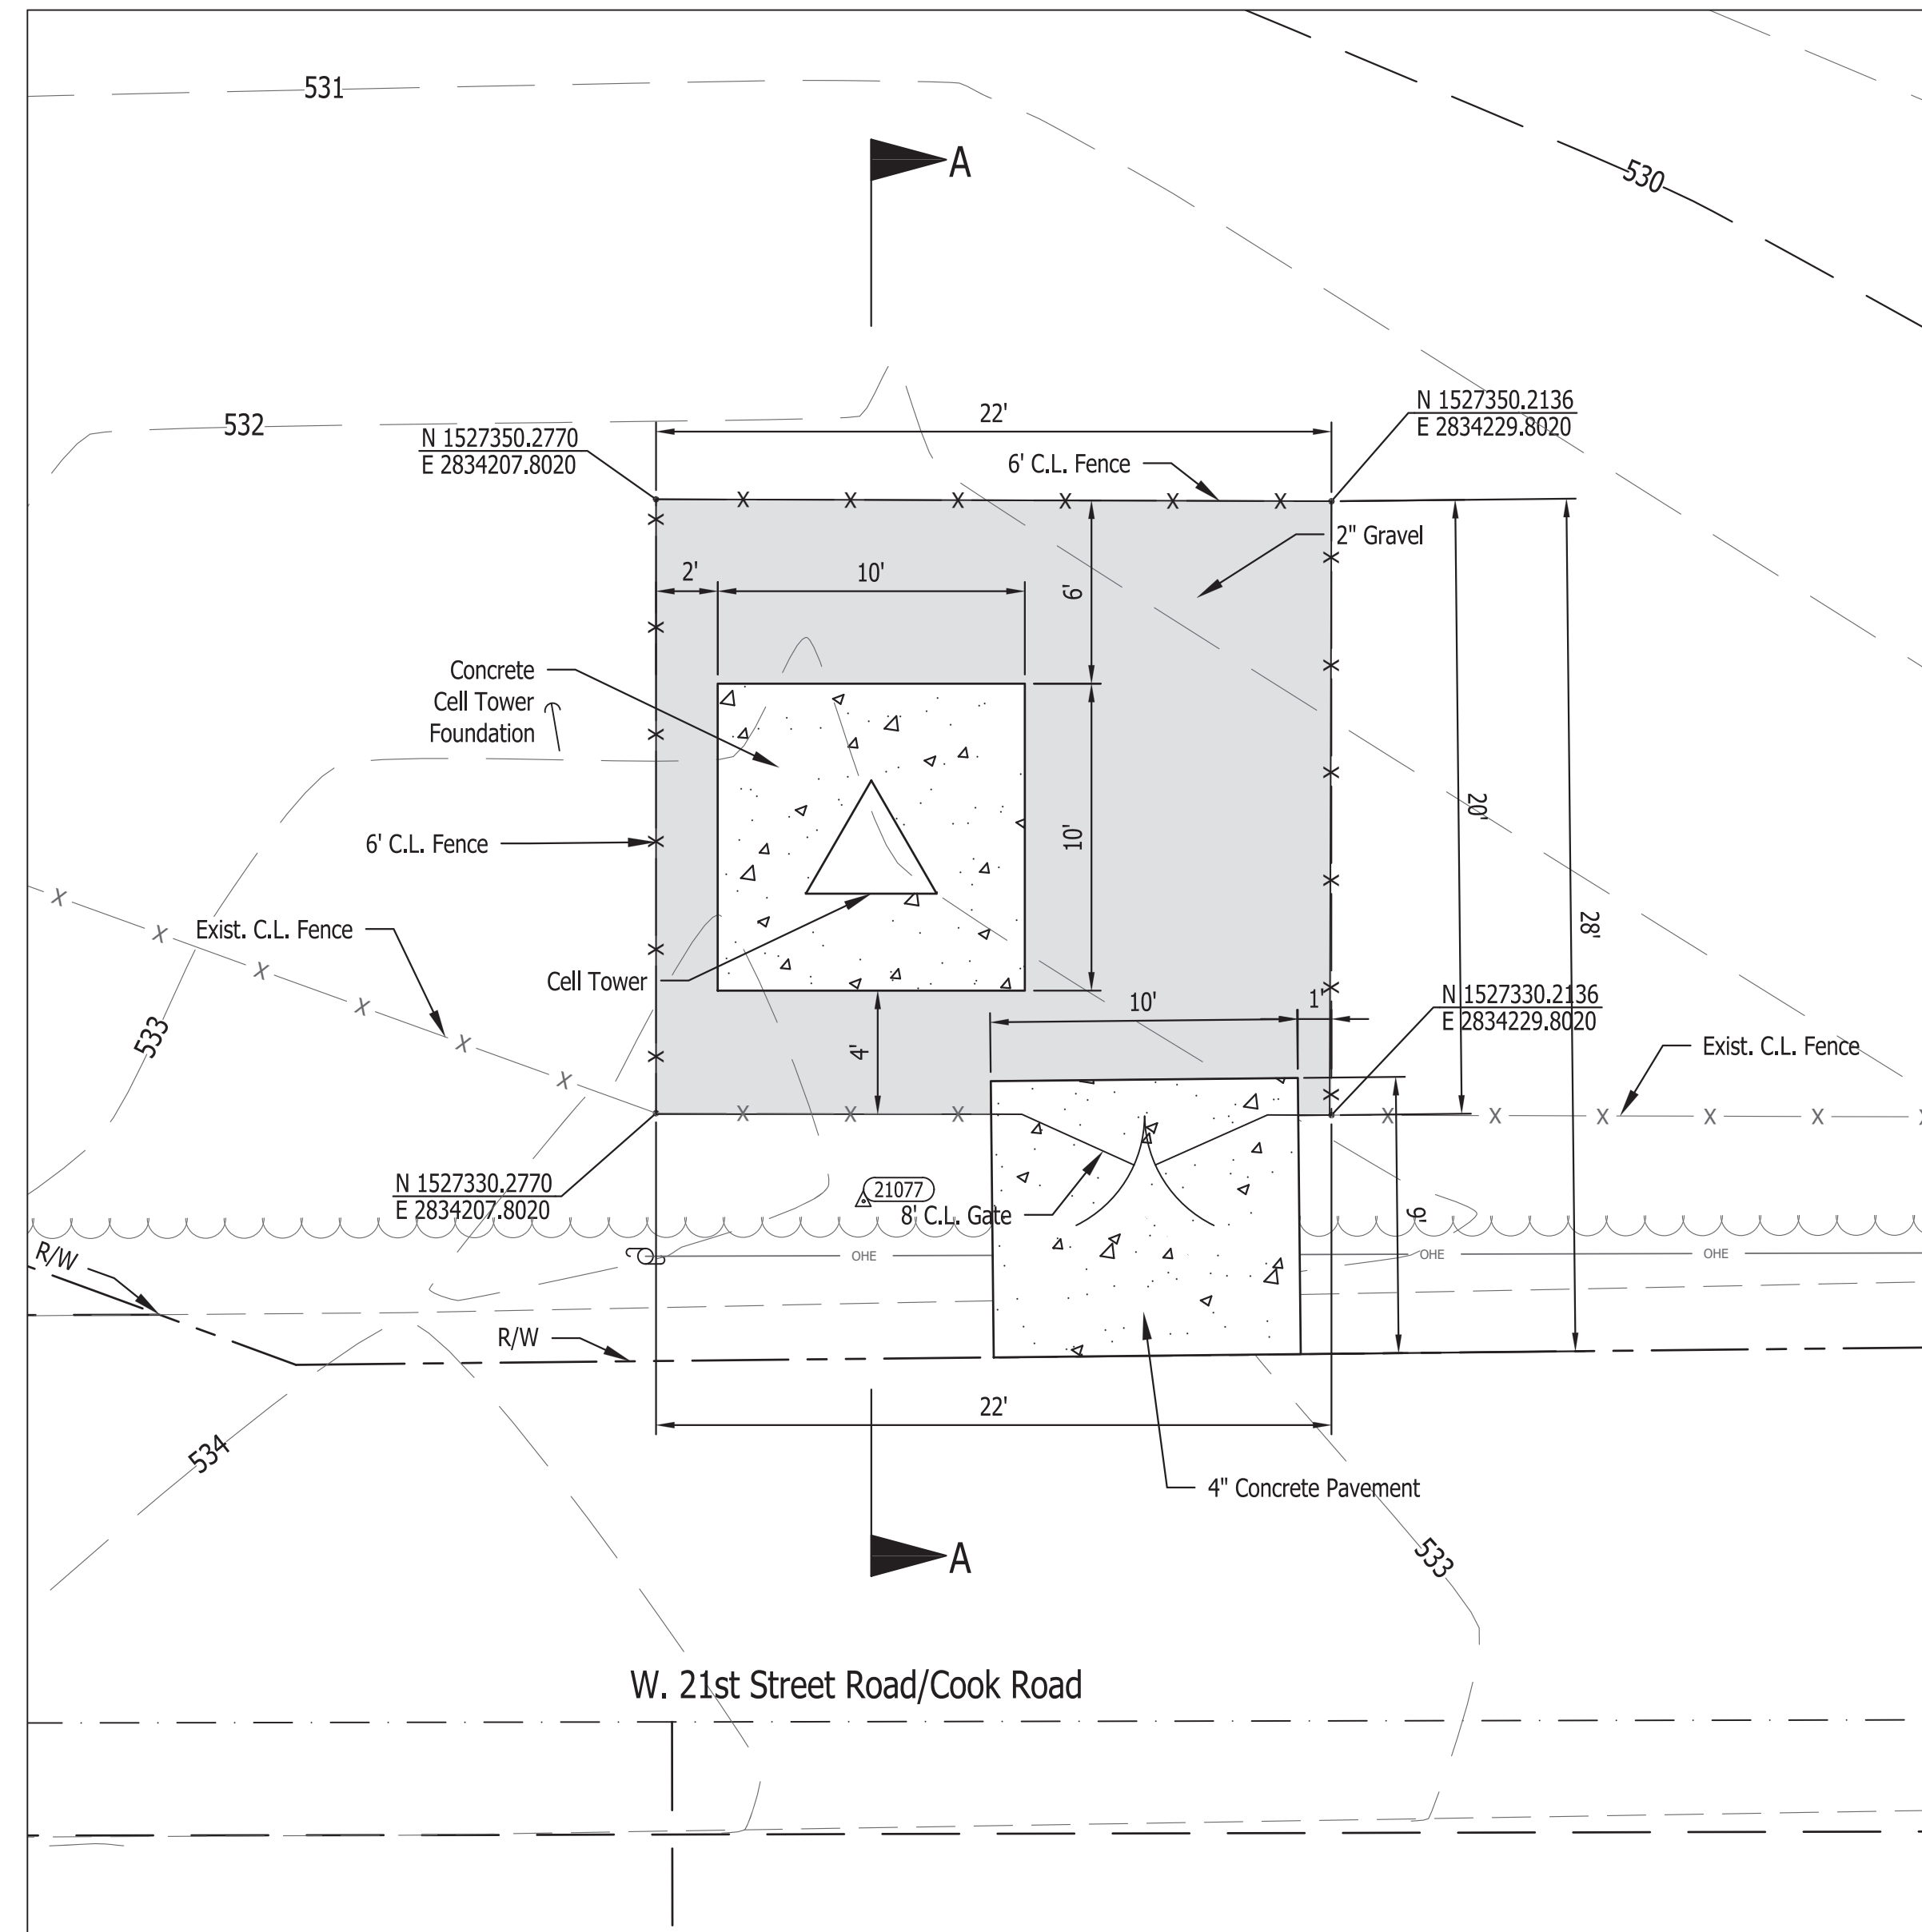 531
A
530
532
N 1527350.2770
E 2834207.8020
22'
N 1527350.2136
E 2834229.8020
6' C.L. Fence
X X X X X X
2" Gravel
2'
10'
6'
Concrete
Cell Tower
Foundation
6' C.L. Fence
10'
20'
28'
Exist. C.L. Fence
X X X X X X
533
Cell Tower
4'
10'
1'
N 1527330.2136
E 2834229.8020
Exist. C.L. Fence
X X X X X X X X
N 1527330.2770
E 2834207.8020
21077
8' C.L. Gate
9'
R/W
OHE
OHE
OHE
R/W
22'
534
4" Concrete Pavement
533
A
W. 21st Street Road/Cook Road